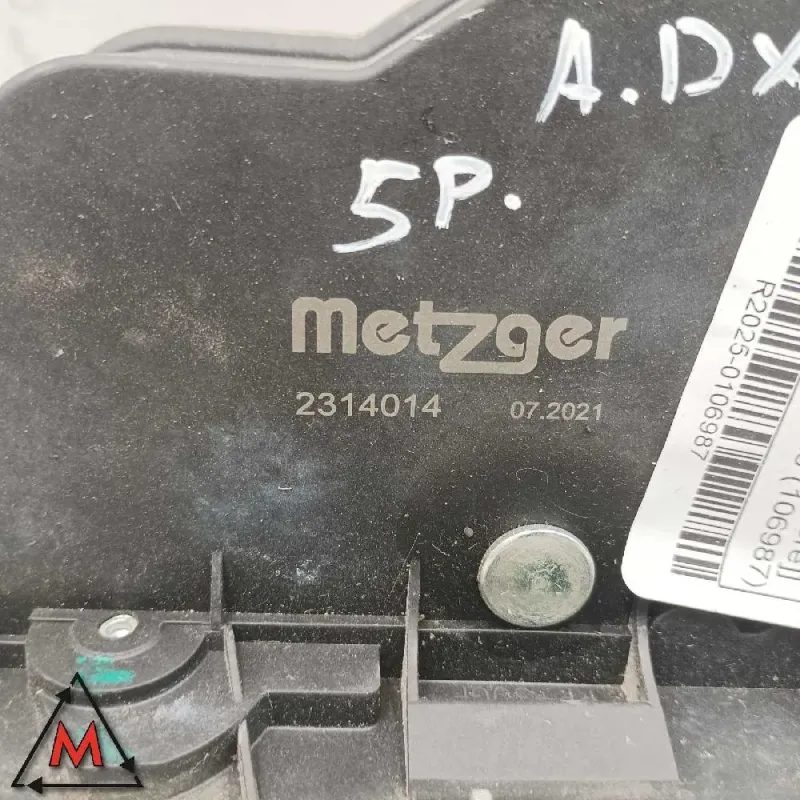 A.DX
5P.
metzger
2314014 07.2021
R2025-0106987
(106987)
M